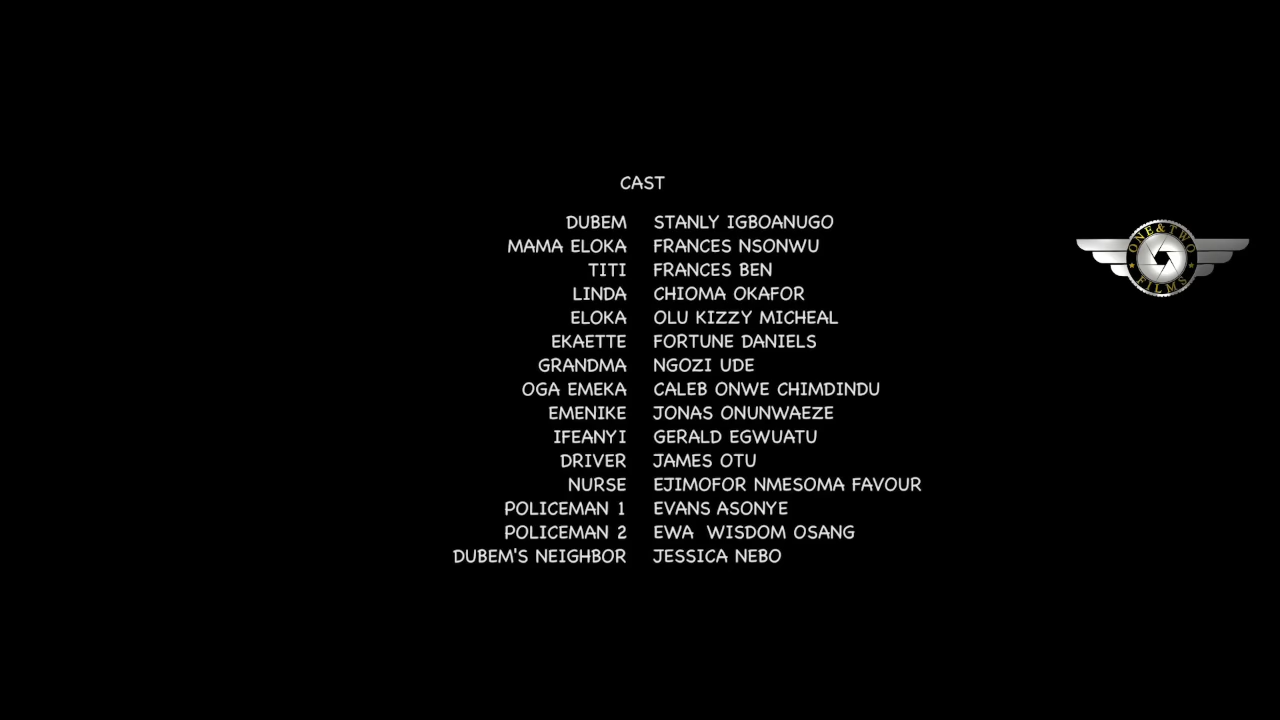 CAST
DUBEM STANLY IGBOANUGO
MAMA ELOKA FRANCES NSONWU
TITI FRANCES BEN
LINDA CHIOMA OKAFOR
ELOKA OLU KIZZY MICHEAL
EKAETTE FORTUNE DANIELS
GRANDMA NGOZI UDE
OGA EMEKA CALEB ONWE CHIMDINDU
EMENIKE JONAS ONUNWAEZE
IFEANYI GERALD EGWUATU
DRIVER JAMES OTU
NURSE EJIMOFOR NMESOMA FAVOUR
POLICEMAN 1 EVANS ASONYE
POLICEMAN 2 EWA WISDOM OSANG
DUBEM'S NEIGHBOR JESSICA NEBO
ONE&TWO
FILMS